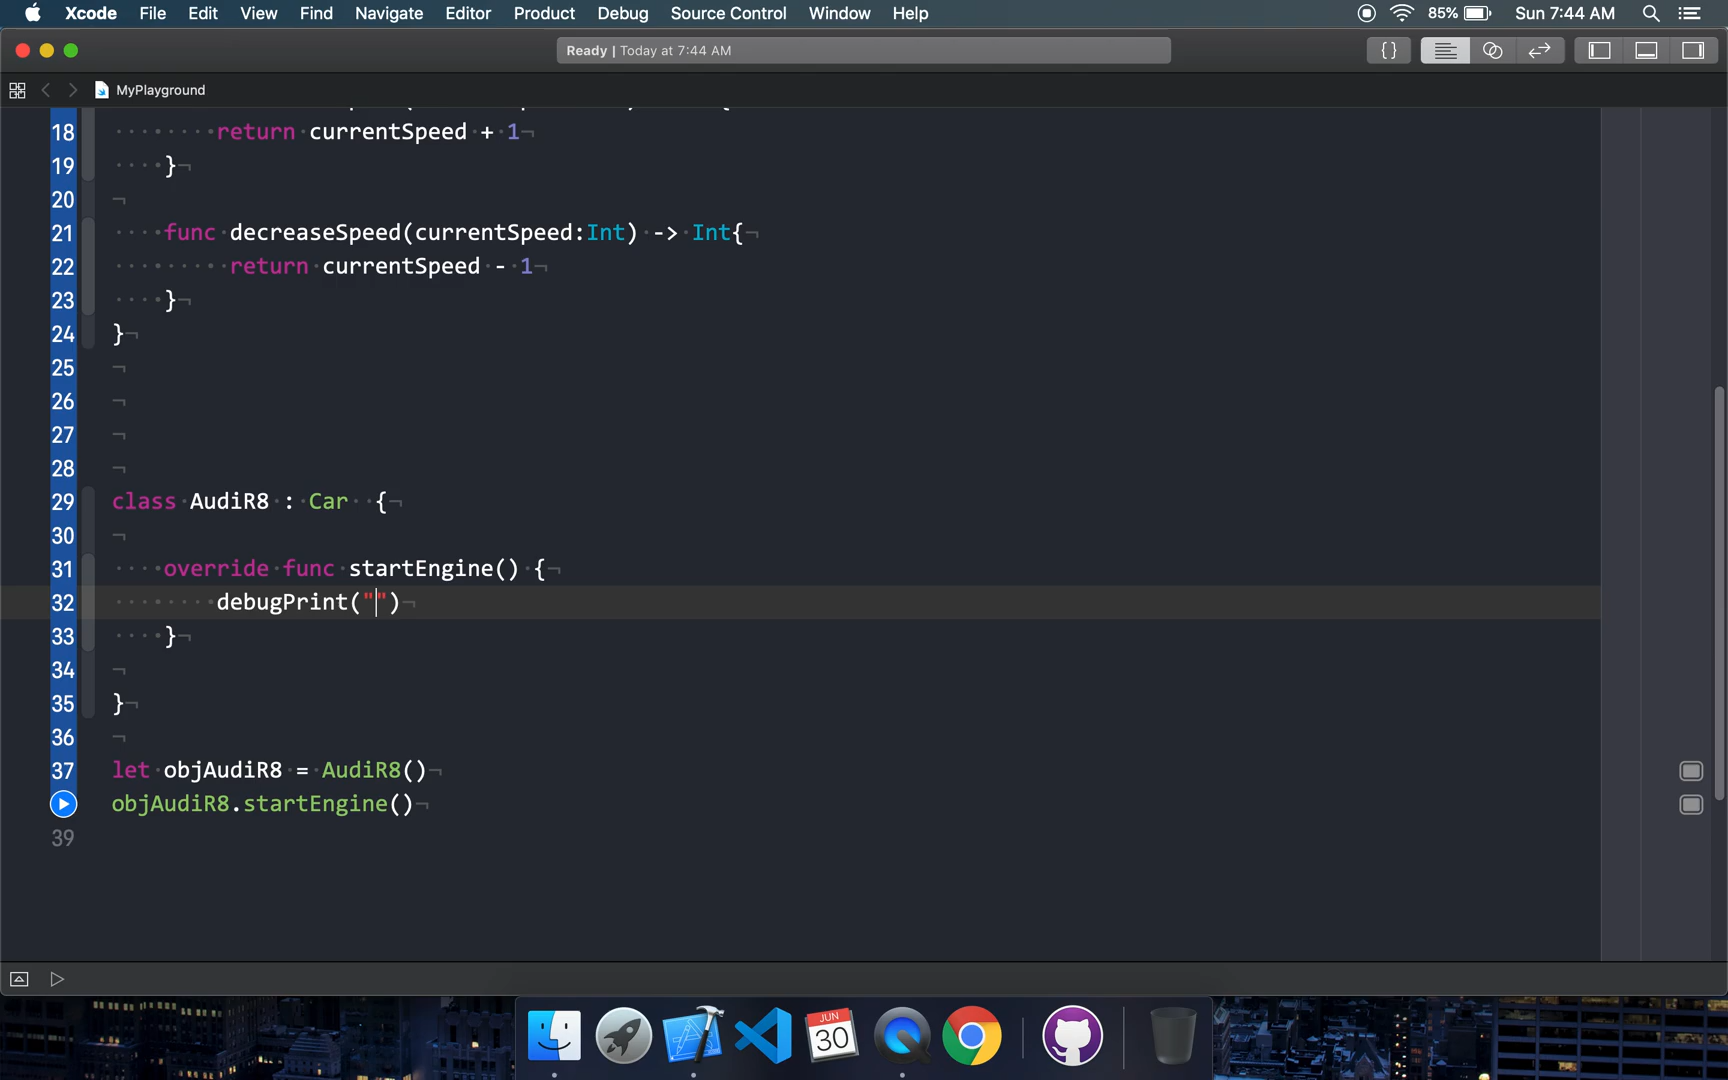 Xcode File Edit View Find Navigate Editor Product Debug Source Control Window Help 85% Sun 7:44 AM
Ready | Today at 7:44 AM {}
MyPlayground
18 return currentSpeed + 1
19 }
20
21 func decreaseSpeed(currentSpeed:Int) -> Int{
22 return currentSpeed - 1
23 }
24 }
25
26
27
28
29 class AudiR8 : Car {
30
31 override func startEngine() {
32 debugPrint("")
33 }
34
35 }
36
37 let objAudiR8 = AudiR8()
objAudiR8.startEngine()
39
JUN
30